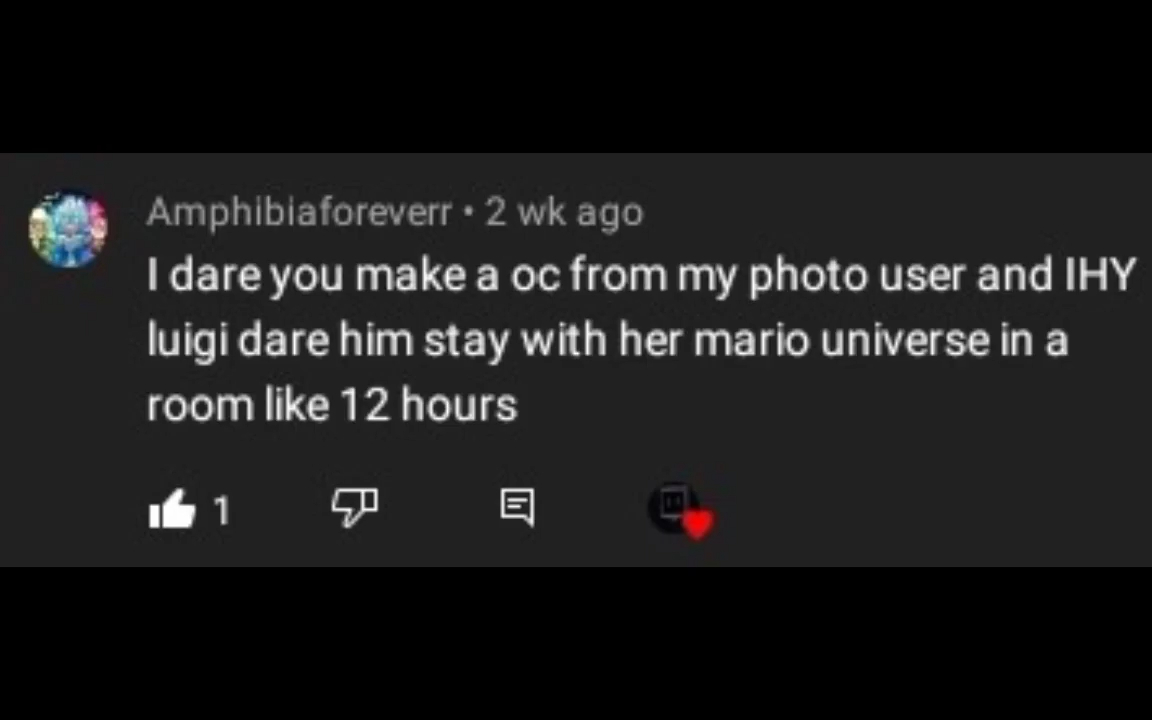 Amphibiaforeverr • 2 wk ago
I dare you make a oc from my photo user and IHY
luigi dare him stay with her mario universe in a
room like 12 hours
1